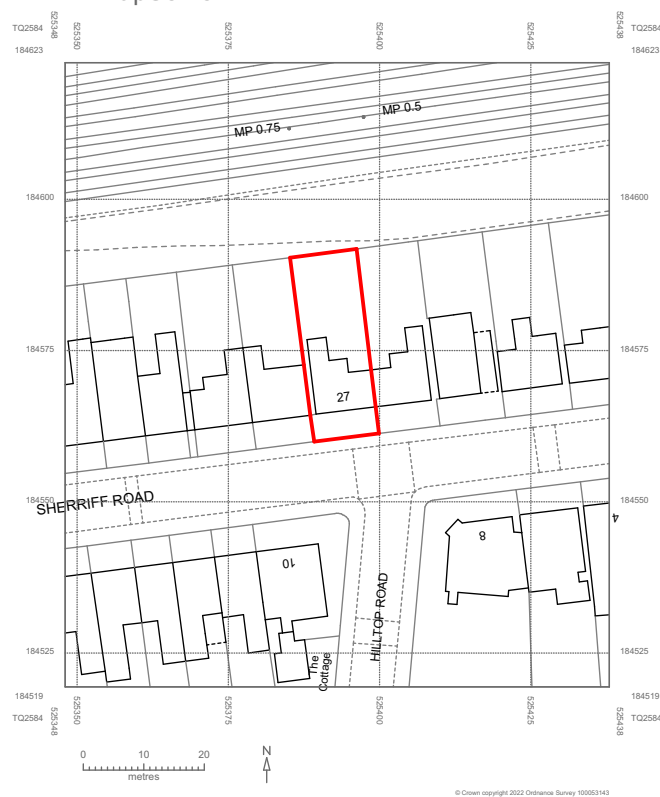 TQ2584
525348
525350
525375
525400
525425
525438
TQ2584
184623
184623
MP 0.75
MP 0.5
184600
184600
184575
184575
27
184550
184550
SHERRIFF ROAD
4
8
10
HILLTOP ROAD
The
Cottage
184525
184525
184519
184519
TQ2584
525348
525350
525375
525400
525425
525438
TQ2584
0 10 20
metres
N
© Crown copyright 2022 Ordnance Survey 100053143